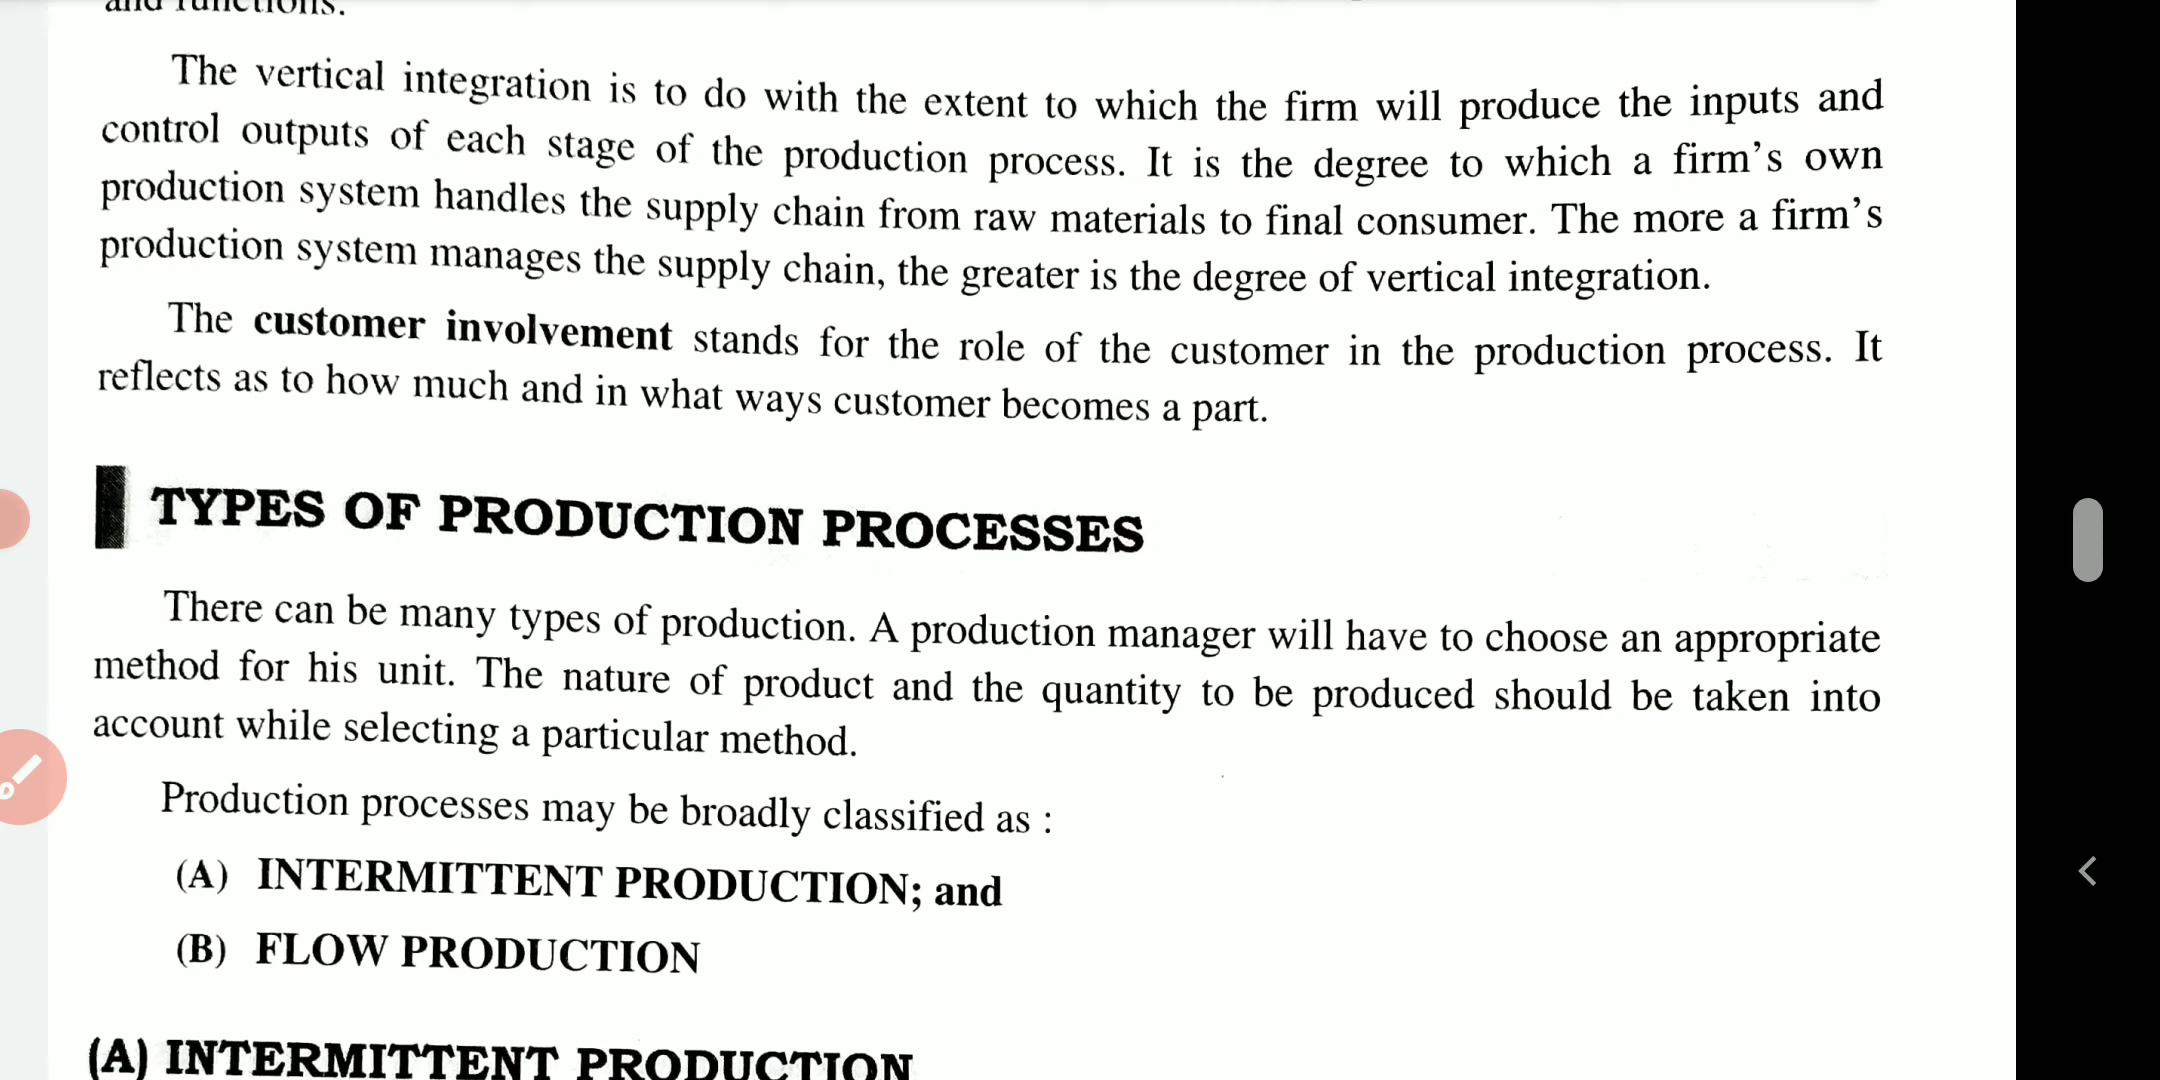 and functions.
The vertical integration is to do with the extent to which the firm will produce the inputs and
control outputs of each stage of the production process. It is the degree to which a firm's own
production system handles the supply chain from raw materials to final consumer. The more a firm's
production system manages the supply chain, the greater is the degree of vertical integration.
The customer involvement stands for the role of the customer in the production process. It
reflects as to how much and in what ways customer becomes a part.
TYPES OF PRODUCTION PROCESSES
There can be many types of production. A production manager will have to choose an appropriate
method for his unit. The nature of product and the quantity to be produced should be taken into
account while selecting a particular method.
Production processes may be broadly classified as :
(A) INTERMITTENT PRODUCTION; and
(B) FLOW PRODUCTION
(A) INTERMITTENT PRODUCTION